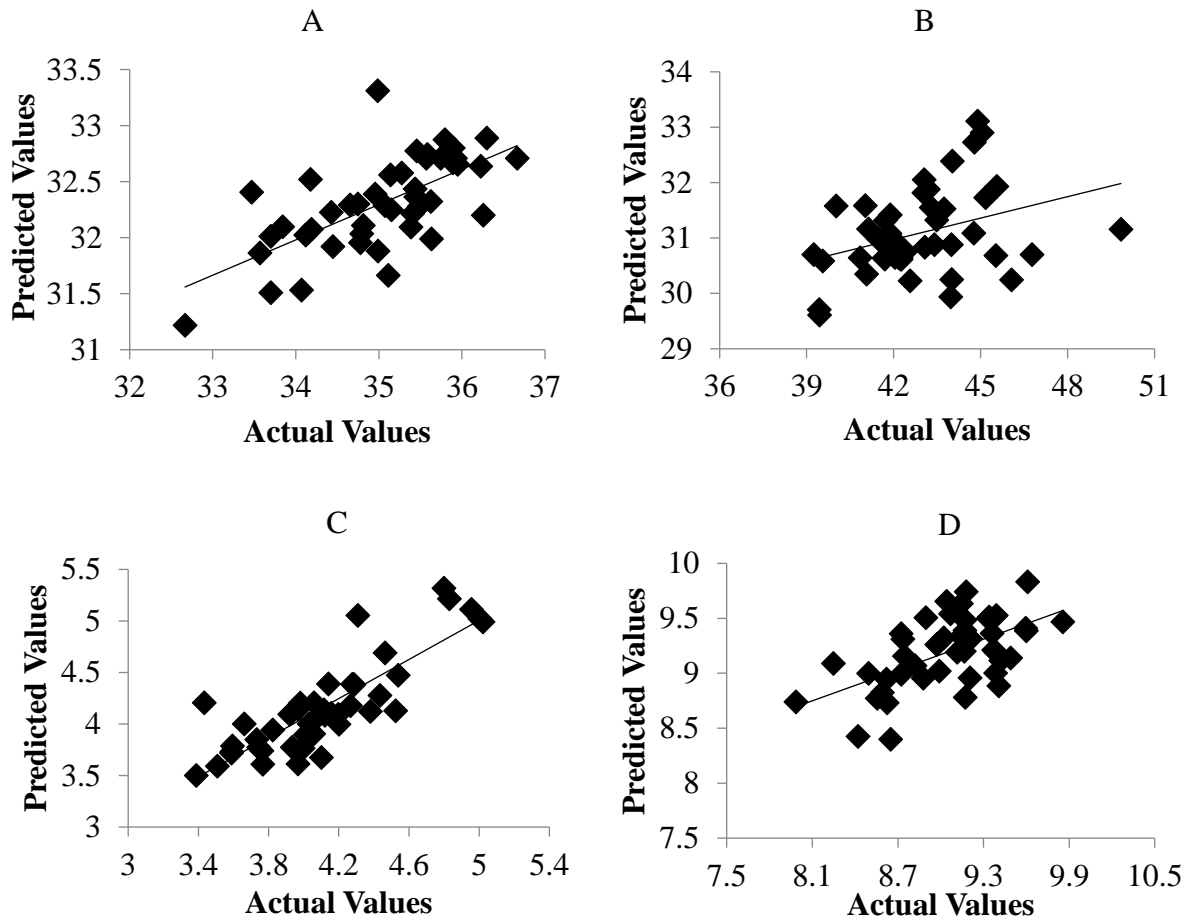 A
33.5
33
32.5
32
31.5
31
32 33 34 35 36 37
Predicted Values
Actual Values
B
34
33
32
31
30
29
36 39 42 45 48 51
Predicted Values
Actual Values
C
5.5
5
4.5
4
3.5
3
3 3.4 3.8 4.2 4.6 5 5.4
Predicted Values
Actual Values
D
10
9.5
9
8.5
8
7.5
7.5 8.1 8.7 9.3 9.9 10.5
Predicted Values
Actual Values